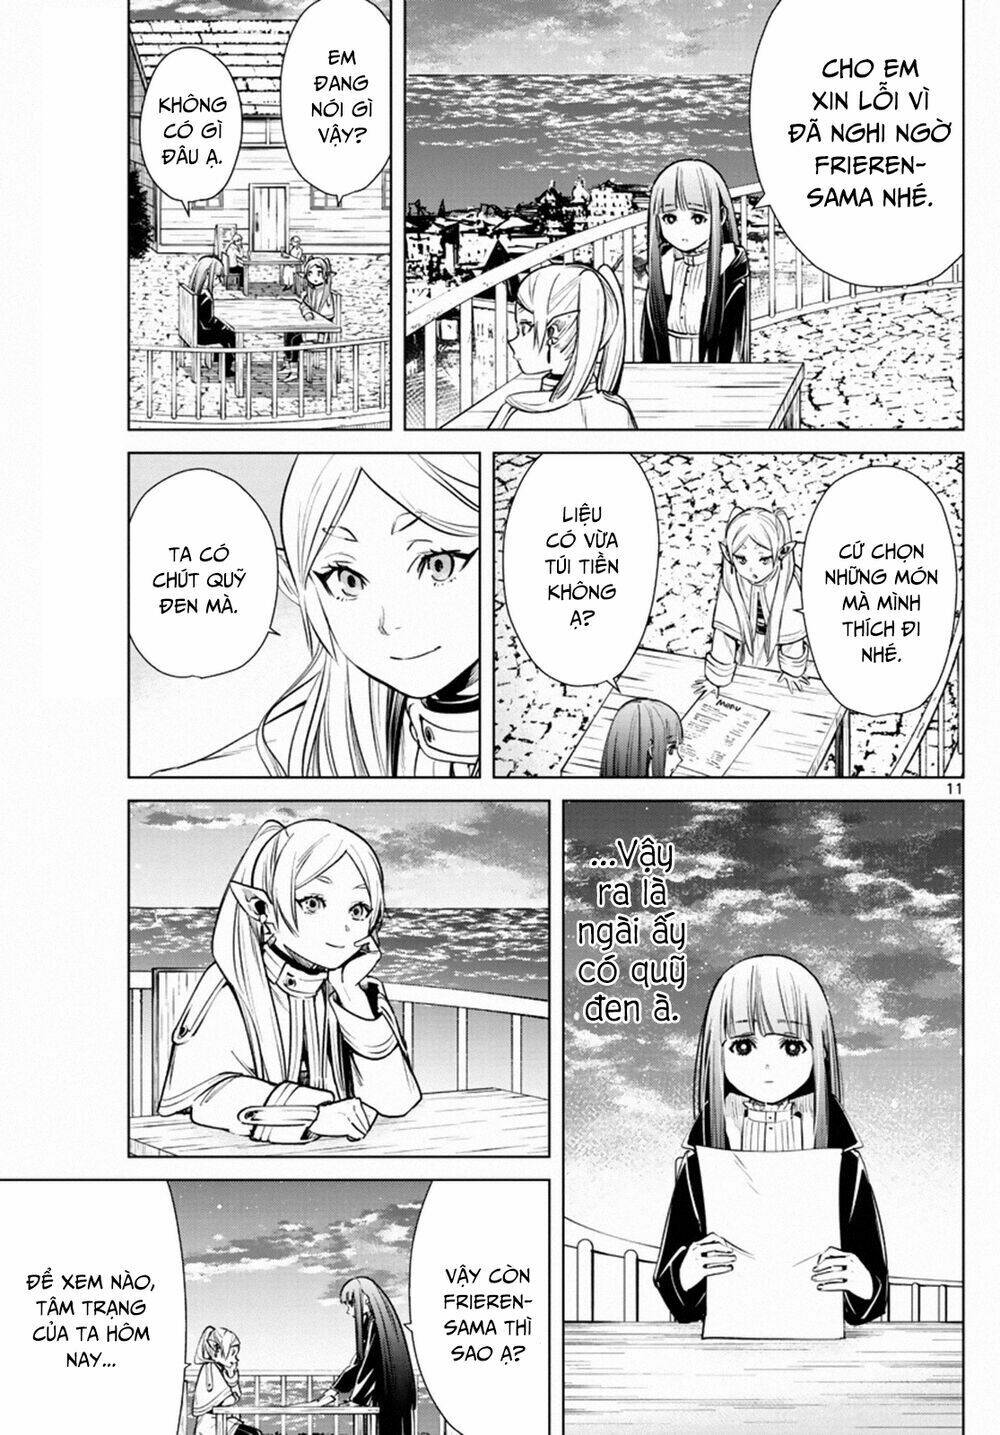 CHO EM
XIN LỖI VÌ
ĐÃ NGHI NGỜ
FRIEREN-
SAMA NHÉ.
EM
ĐANG
NÓI GÌ
VẬY?
KHÔNG
CÓ GÌ
ĐÂU Ạ.
CỨ CHỌN
NHỮNG MÓN
MÀ MÌNH
THÍCH ĐI
NHÉ.
LIỆU
CÓ VỪA
TÚI TIỀN
KHÔNG
Ạ?
MENU
TA CÓ
CHÚT QUỸ
ĐEN MÀ.
11
...Vậy
ra là
ngài ấy
có quỹ
đen à.
VẬY CÒN
FRIEREN-
SAMA THÌ
SAO Ạ?
ĐỂ XEM NÀO,
TÂM TRẠNG
CỦA TA HÔM
NAY...